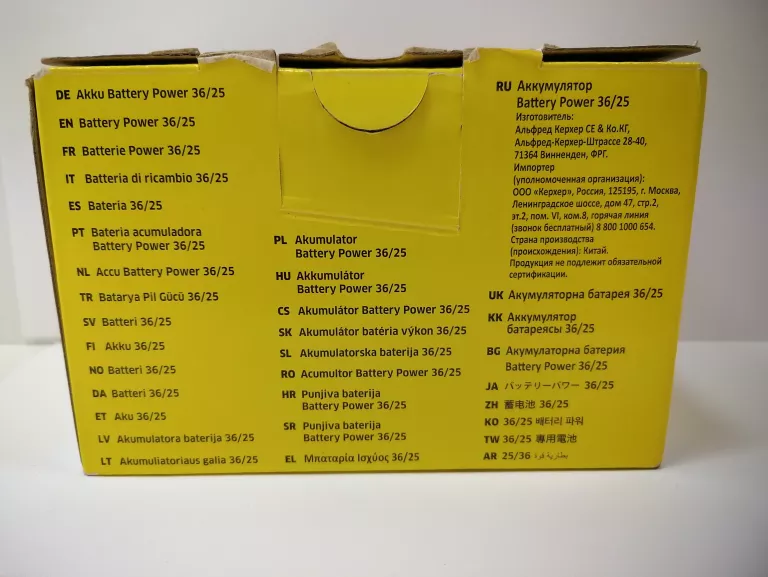 DE Akku Battery Power 36/25
EN Battery Power 36/25
FR Batterie Power 36/25
IT Batteria di ricambio 36/25
ES Bateria 36/25
PT Bateria acumuladora
Battery Power 36/25
NL Accu Battery Power 36/25
TR Batarya Pil Gücü 36/25
SV Batteri 36/25
FI Akku 36/25
NO Batteri 36/25
DA Batteri 36/25
ET Aku 36/25
LV Akumulatora baterija 36/25
LT Akumuliatoriaus galia 36/25
PL Akumulator
Battery Power 36/25
HU Akkumulátor
Battery Power 36/25
CS Akumulátor Battery Power 36/25
SK Akumulátor batéria výkon 36/25
SL Akumulatorska baterija 36/25
RO Acumultor Battery Power 36/25
HR Punjiva baterija
Battery Power 36/25
SR Punjiva baterija
Battery Power 36/25
EL Μπαταρία Ισχύος 36/25
RU Аккумулятор
Battery Power 36/25
Изготовитель:
Альфред Керхер СЕ & Ко.КГ,
Альфред-Керхер-Штрассе 28-40,
71364 Винненден, ФРГ.
Импортер
(уполномоченная организация):
ООО «Керхер», Россия, 125195, г. Москва,
Ленинградское шоссе, дом 47, стр.2,
эт.2, пом. VI, ком.8, горячая линия
(звонок бесплатный) 8 800 1000 654.
Страна производства
(происхождения): Китай.
Продукция не подлежит обязательной
сертификации.
UK Акумуляторна батарея 36/25
KK Аккумулятор
батареясы 36/25
BG Акумулаторна батерия
Battery Power 36/25
JA バッテリーパワー 36/25
ZH 蓄电池 36/25
KO 36/25 배터리 파워
TW 36/25 專用電池
AR 25/36 بطارية قوة